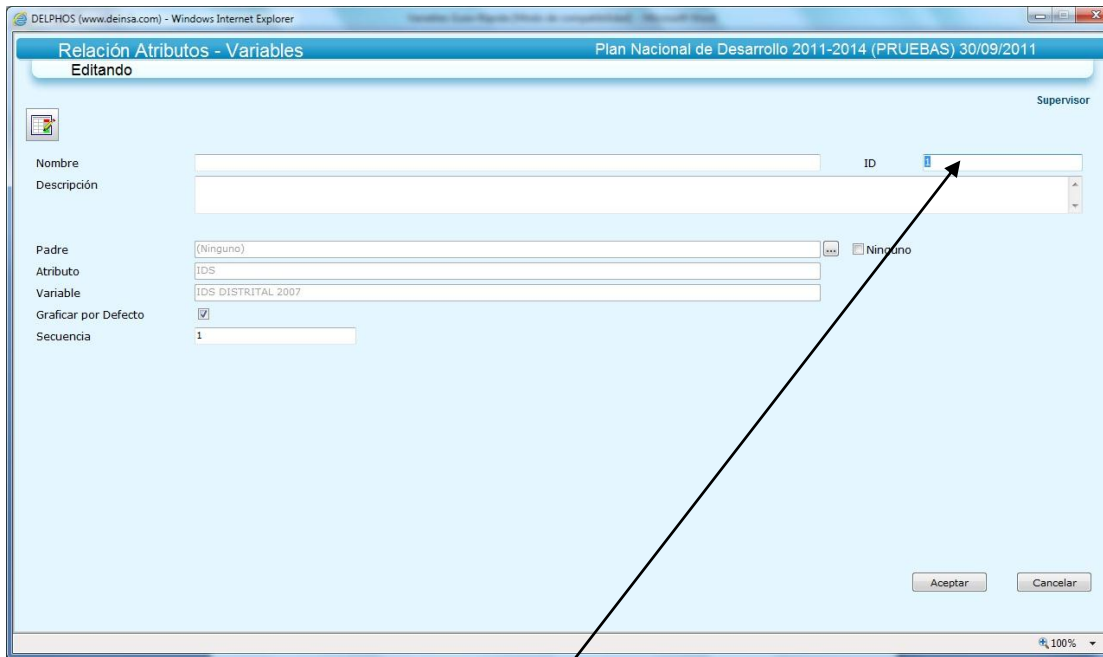 DELPHOS (www.deinsa.com) - Windows Internet Explorer
Relación Atributos - Variables Plan Nacional de Desarrollo 2011-2014 (PRUEBAS) 30/09/2011
Editando
Supervisor
Nombre ID 1
Descripción
Padre (Ninguno) ... Ninguno
Atributo IDS
Variable IDS DISTRITAL 2007
Graficar por Defecto
Secuencia 1
Aceptar Cancelar
100%